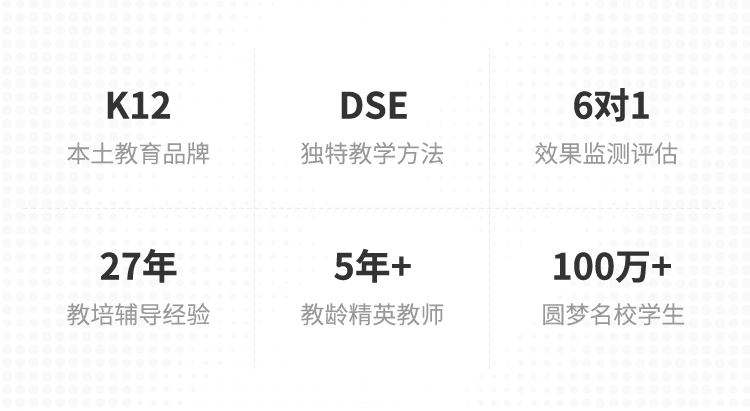 K12
本土教育品牌
DSE
独特教学方法
6对1
效果监测评估
27年
教培辅导经验
5年+
教龄精英教师
100万+
圆梦名校学生